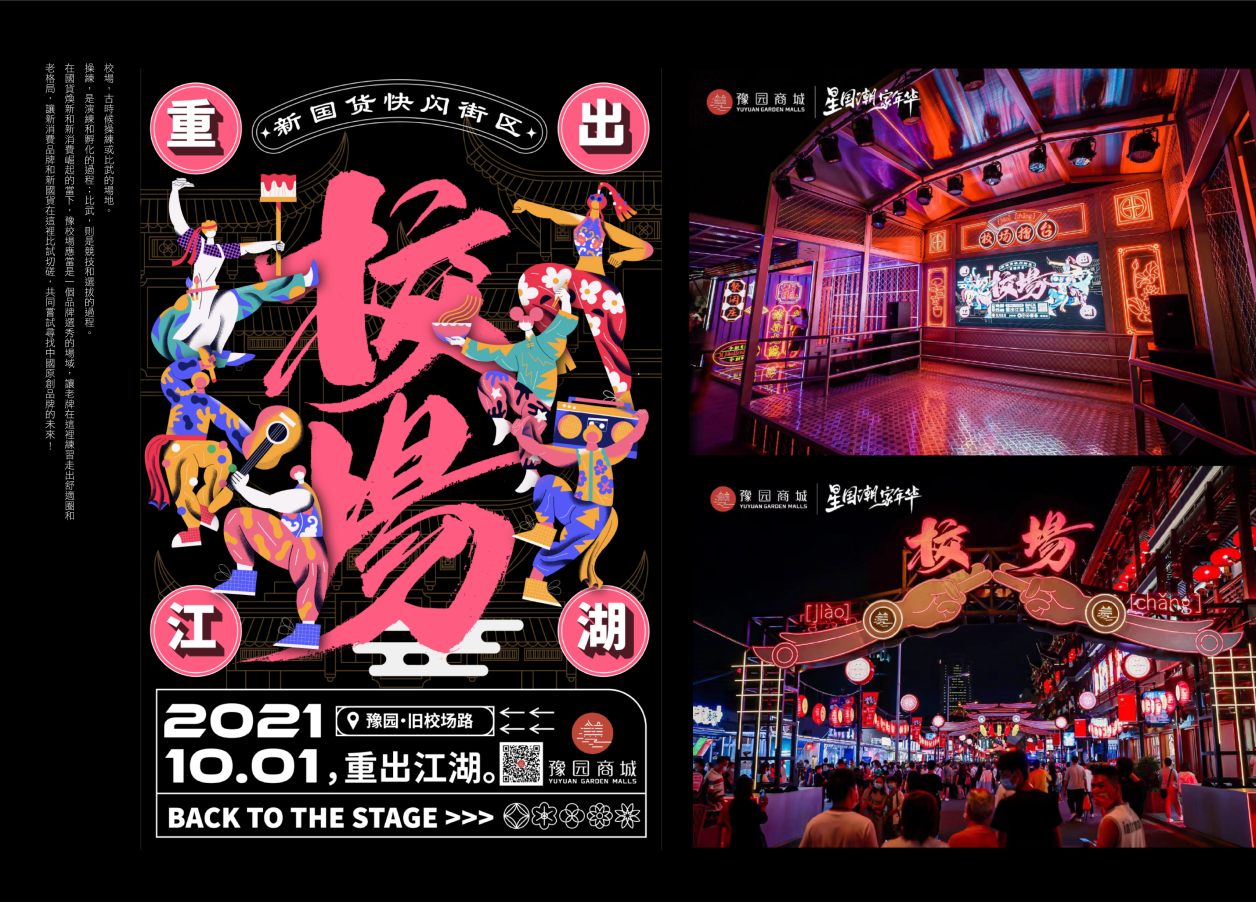 校場，古時候操練或比武的場地。
操練，是演練和孵化的過程；比武，則是競技和選拔的過程。
在國貨煥新和新消費崛起的當下，豫校場應當是一個品牌選秀的場域，讓老牌在這裡練習走出舒適圈和
老格局，讓新消費品牌和新國貨在這裡比試切磋，共同嘗試尋找中國原創品牌的未來！
重
新国货快闪街区
出
校
場
江
湖
2021
豫园·旧校场路
10.01，重出江湖。
豫园商城
YUYUAN GARDEN MALLS
BACK TO THE STAGE >>>
豫园商城
YUYUAN GARDEN MALLS
星国潮家年华
校场擂台
校場
豫园商城
YUYUAN GARDEN MALLS
星国潮家年华
校場
[jiào]
[chǎng]